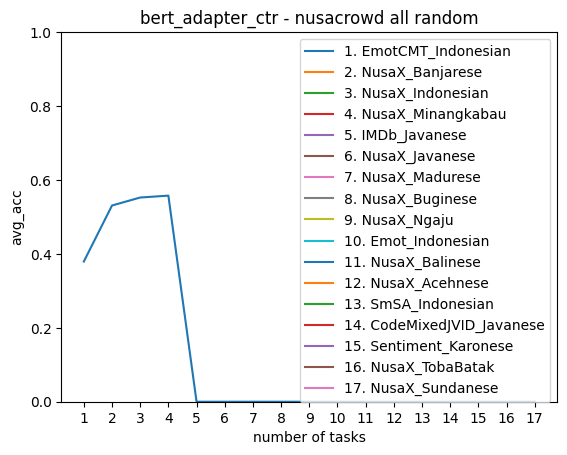 bert_adapter_ctr - nusacrowd all random
1.0
0.8
0.6
0.4
0.2
0.0
avg_acc
1. EmotCMT_Indonesian
2. NusaX_Banjarese
3. NusaX_Indonesian
4. NusaX_Minangkabau
5. IMDb_Javanese
6. NusaX_Javanese
7. NusaX_Madurese
8. NusaX_Buginese
9. NusaX_Ngaju
10. Emot_Indonesian
11. NusaX_Balinese
12. NusaX_Acehnese
13. SmSA_Indonesian
14. CodeMixedJVID_Javanese
15. Sentiment_Karonese
16. NusaX_TobaBatak
17. NusaX_Sundanese
1 2 3 4 5 6 7 8 9 10 11 12 13 14 15 16 17
number of tasks